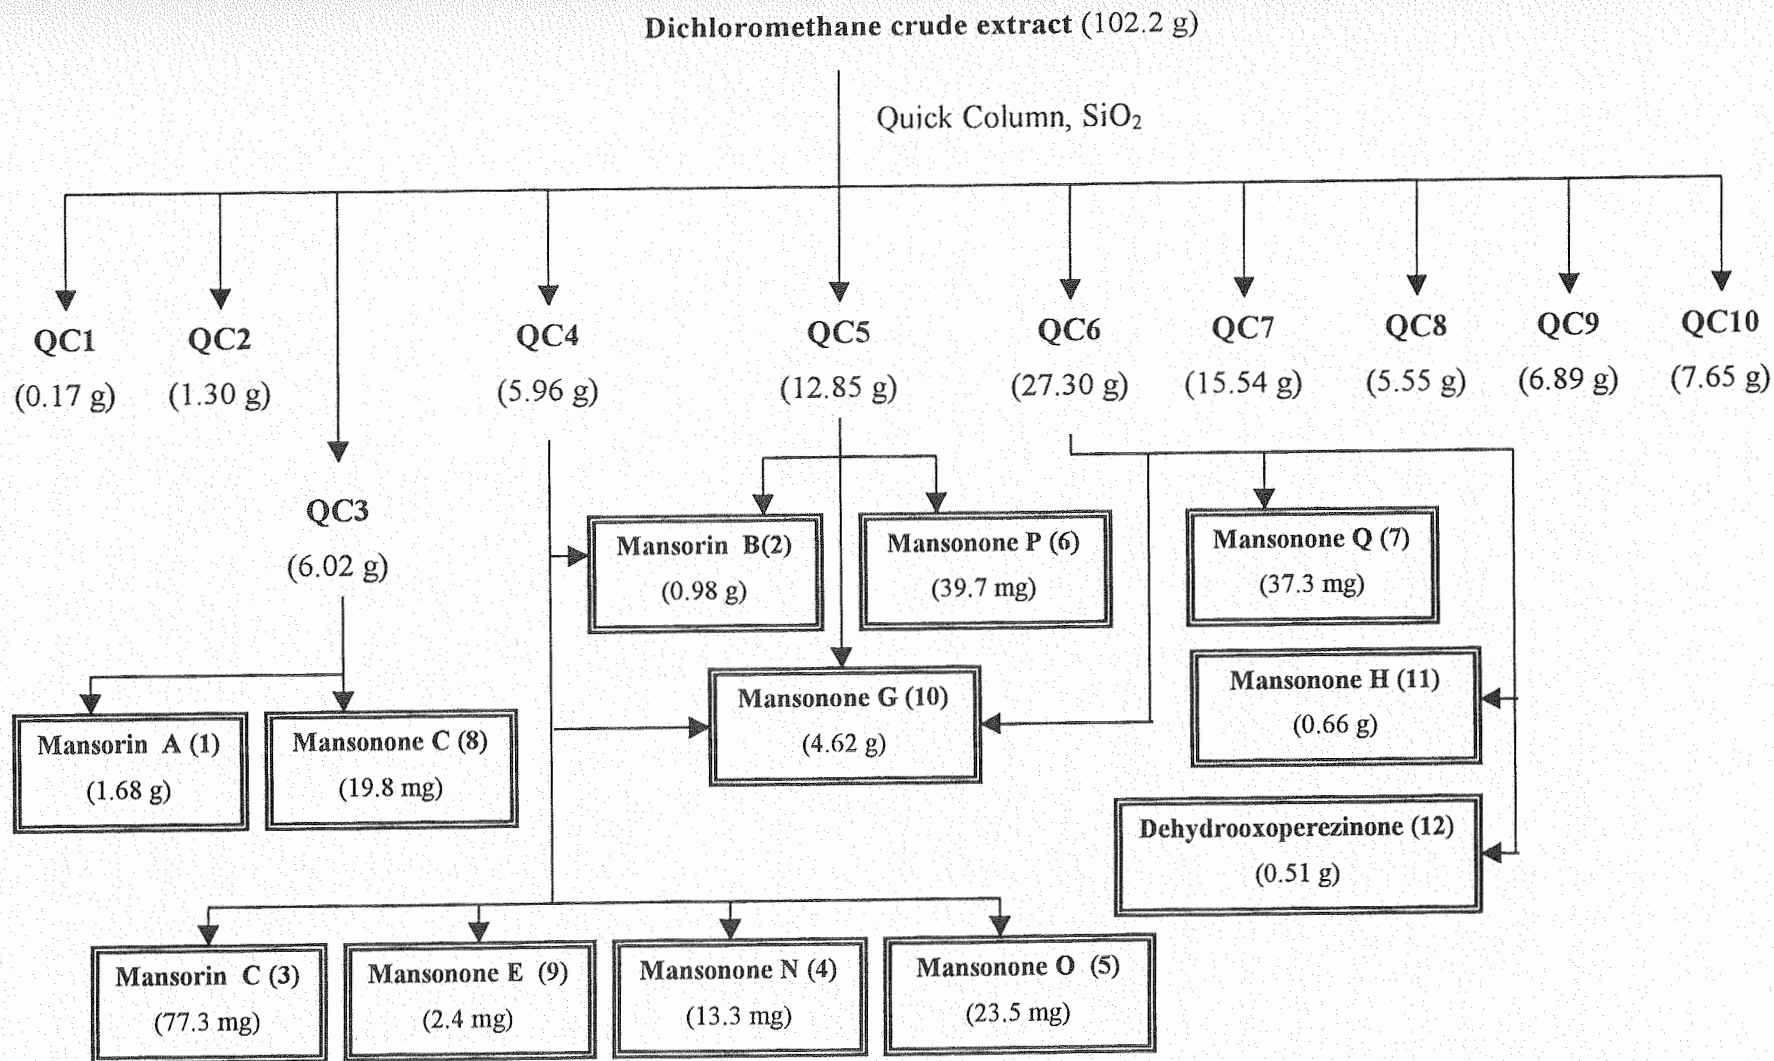 Dichloromethane crude extract (102.2 g)
Quick Column, SiO₂
QC1
(0.17 g)
QC2
(1.30 g)
QC3
(6.02 g)
QC4
(5.96 g)
QC5
(12.85 g)
QC6
(27.30 g)
QC7
(15.54 g)
QC8
(5.55 g)
QC9
(6.89 g)
QC10
(7.65 g)
Mansorin B(2)
(0.98 g)
Mansonone P (6)
(39.7 mg)
Mansonone Q (7)
(37.3 mg)
Mansorin A (1)
(1.68 g)
Mansonone C (8)
(19.8 mg)
Mansonone G (10)
(4.62 g)
Mansonone H (11)
(0.66 g)
Dehydrooxoperezinone (12)
(0.51 g)
Mansorin C (3)
(77.3 mg)
Mansonone E (9)
(2.4 mg)
Mansonone N (4)
(13.3 mg)
Mansonone O (5)
(23.5 mg)